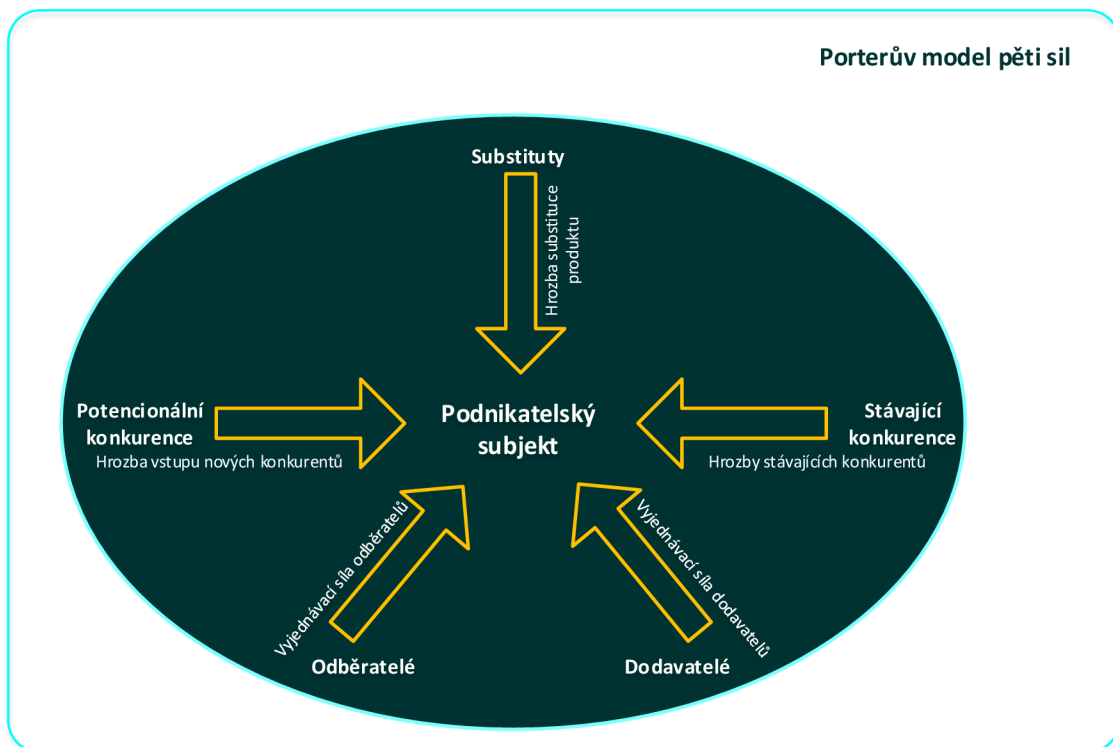 Porterův model pěti sil
Substituty
Hrozba substituce
produktu
Potencionální
konkurence
Hrozba vstupu nových konkurentů
Podnikatelský
subjekt
Stávající
konkurence
Hrozby stávajících konkurentů
Vyjednávací síla odběratelů
Odběratelé
Vyjednávací síla dodavatelů
Dodavatelé